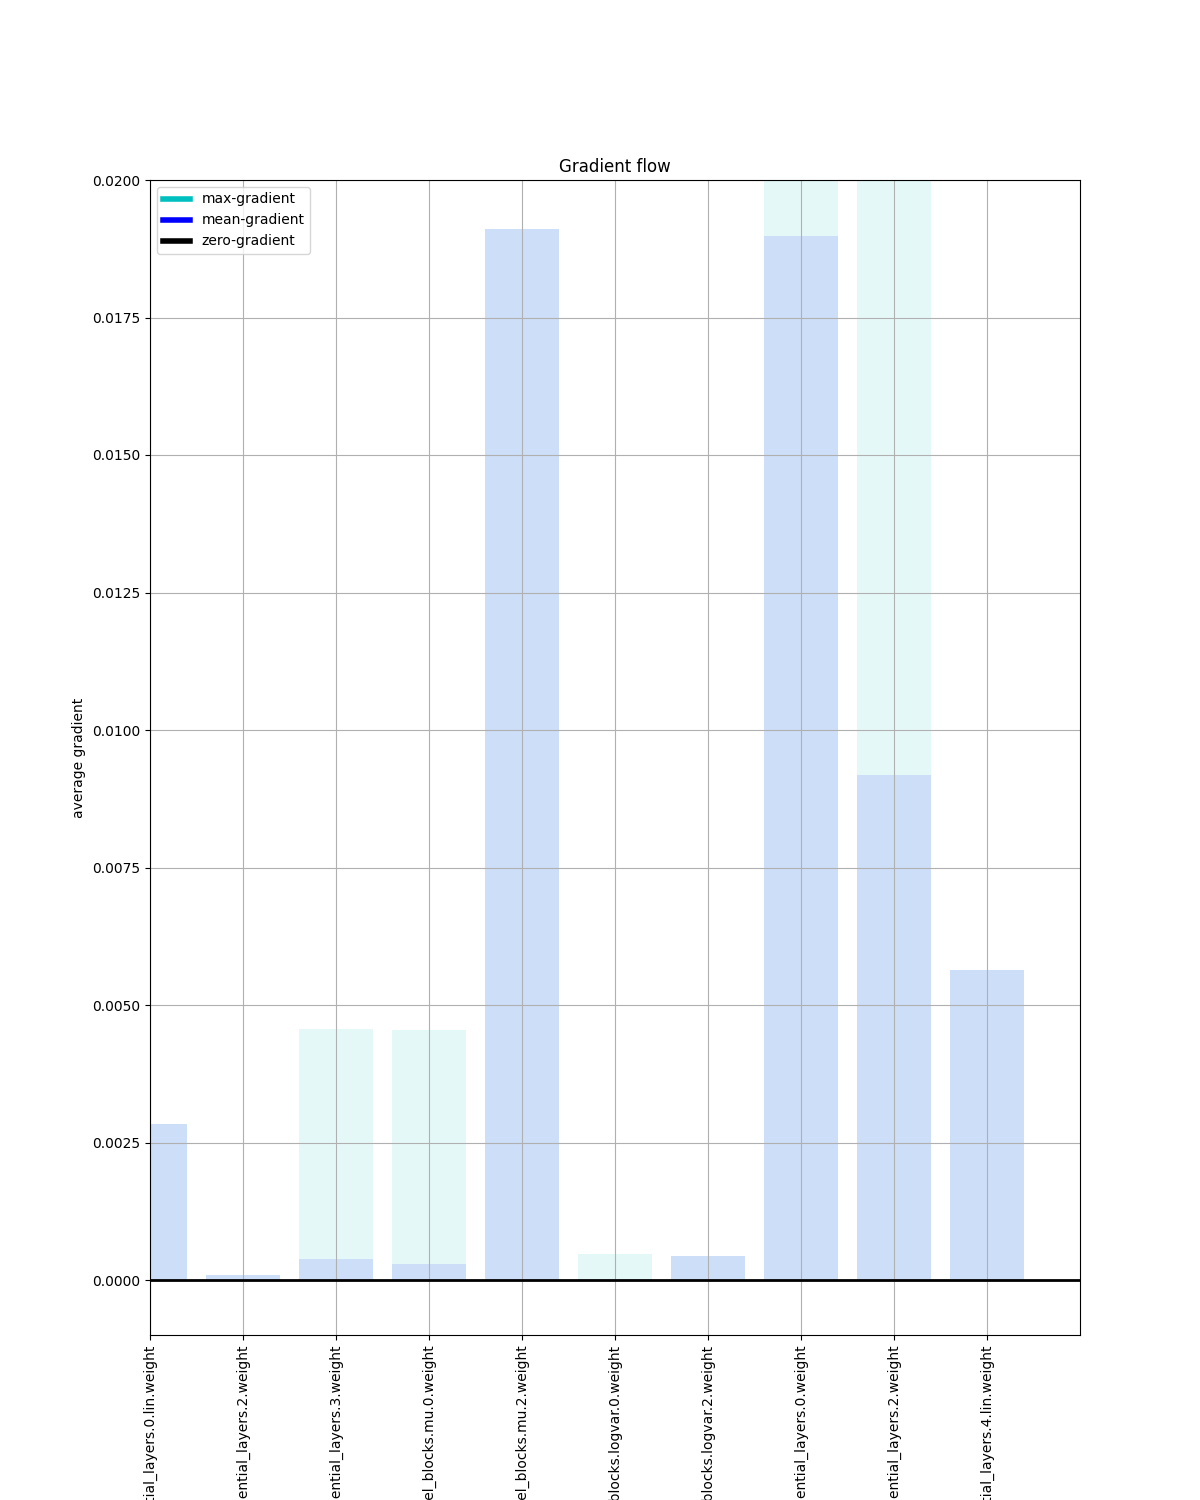 Gradient flow
max-gradient
mean-gradient
zero-gradient
0.0200
0.0175
0.0150
0.0125
0.0100
0.0075
0.0050
0.0025
0.0000
average gradient
tial_layers.0.lin.weight
ential_layers.2.weight
ential_layers.3.weight
el_blocks.mu.0.weight
el_blocks.mu.2.weight
blocks.logvar.0.weight
blocks.logvar.2.weight
ential_layers.0.weight
ential_layers.2.weight
tial_layers.4.lin.weight